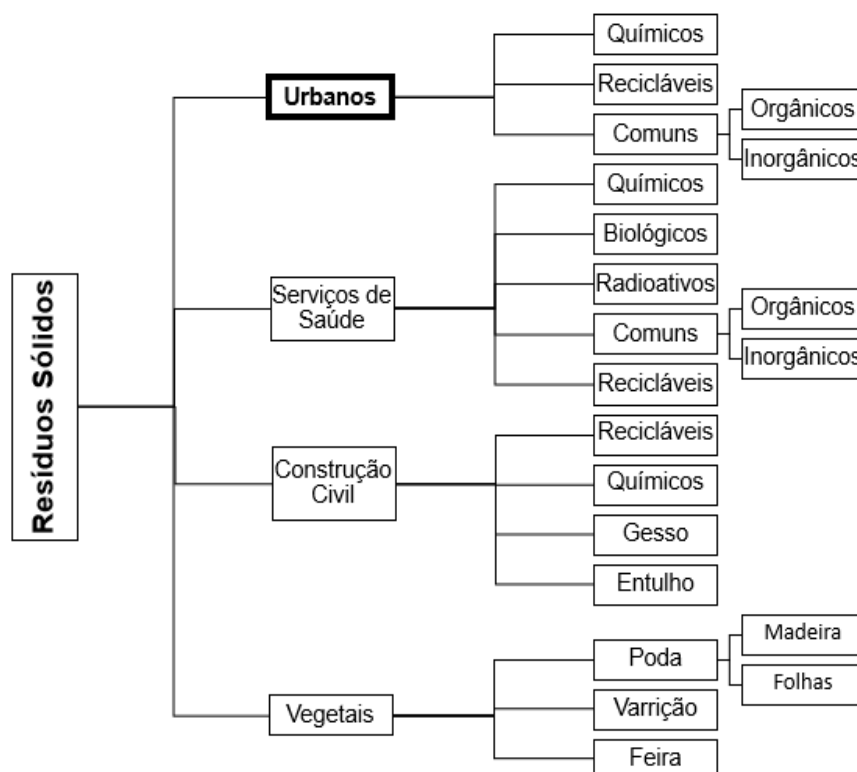 Resíduos Sólidos
Urbanos
Químicos
Recicláveis
Comuns
Orgânicos
Inorgânicos
Serviços de
Saúde
Químicos
Biológicos
Radioativos
Comuns
Orgânicos
Inorgânicos
Recicláveis
Construção
Civil
Recicláveis
Químicos
Gesso
Entulho
Vegetais
Poda
Madeira
Folhas
Varrição
Feira